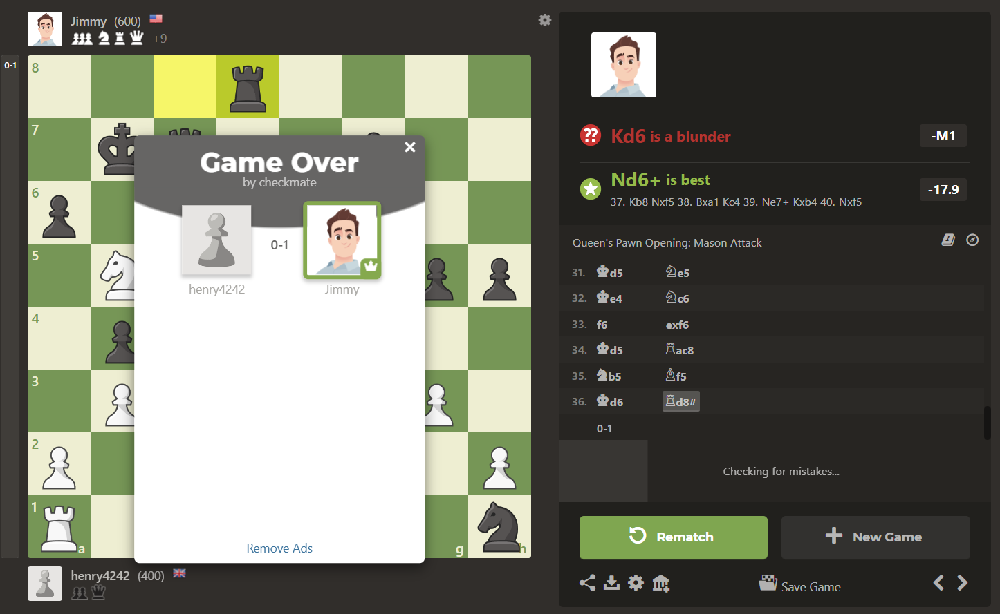 Jimmy (600)
+9
0-1
8
7
6
5
4
3
2
1
a
g
h
Game Over
by checkmate
0-1
henry4242
Jimmy
Remove Ads
henry4242 (400)
?? Kd6 is a blunder -M1
Nd6+ is best -17.9
37. Kb8 Nxf5 38. Bxa1 Kc4 39. Ne7+ Kxb4 40. Nxf5
Queen's Pawn Opening: Mason Attack
31. d5 e5
32. e4 c6
33. f6 exf6
34. d5 ac8
35. b5 f5
36. d6 d8#
0-1
Checking for mistakes...
Rematch
New Game
Save Game